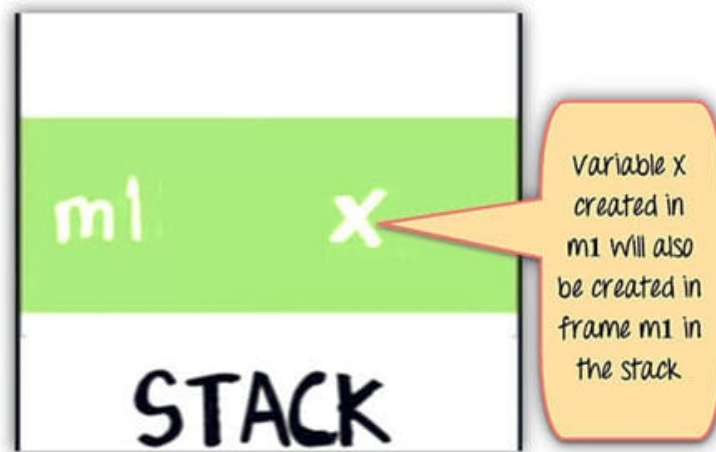 m1 X
Variable X
created in
m1 will also
be created in
frame m1 in
the stack
STACK